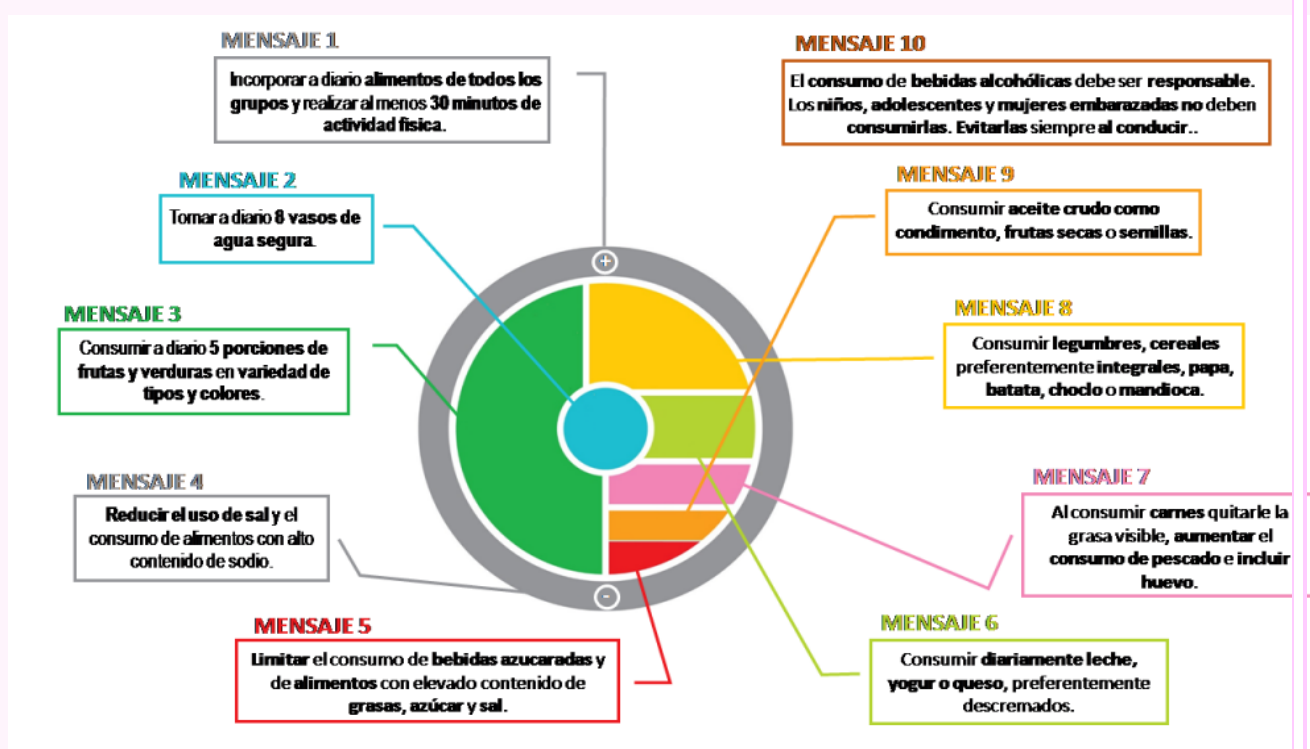 MENSAJE 1
Incorporar a diario alimentos de todos los
grupos y realizar al menos 30 minutos de
actividad física.
MENSAJE 2
Tomar a diario 8 vasos de
agua segura.
MENSAJE 3
Consumir a diario 5 porciones de
frutas y verduras en variedad de
tipos y colores.
MENSAJE 4
Reducir el uso de sal y el
consumo de alimentos con alto
contenido de sodio.
MENSAJE 5
Limitar el consumo de bebidas azucaradas y
de alimentos con elevado contenido de
grasas, azúcar y sal.
MENSAJE 10
El consumo de bebidas alcohólicas debe ser responsable.
Los niños, adolescentes y mujeres embarazadas no deben
consumirlas. Evitarlas siempre al conducir..
MENSAJE 9
Consumir aceite crudo como
condimento, frutas secas o semillas.
MENSAJE 8
Consumir legumbres, cereales
preferentemente integrales, papa,
batata, choclo o mandioca.
MENSAJE 7
Al consumir carnes quitarle la
grasa visible, aumentar el
consumo de pescado e incluir
huevo.
MENSAJE 6
Consumir diariamente leche,
yogur o queso, preferentemente
descremados.
+
-